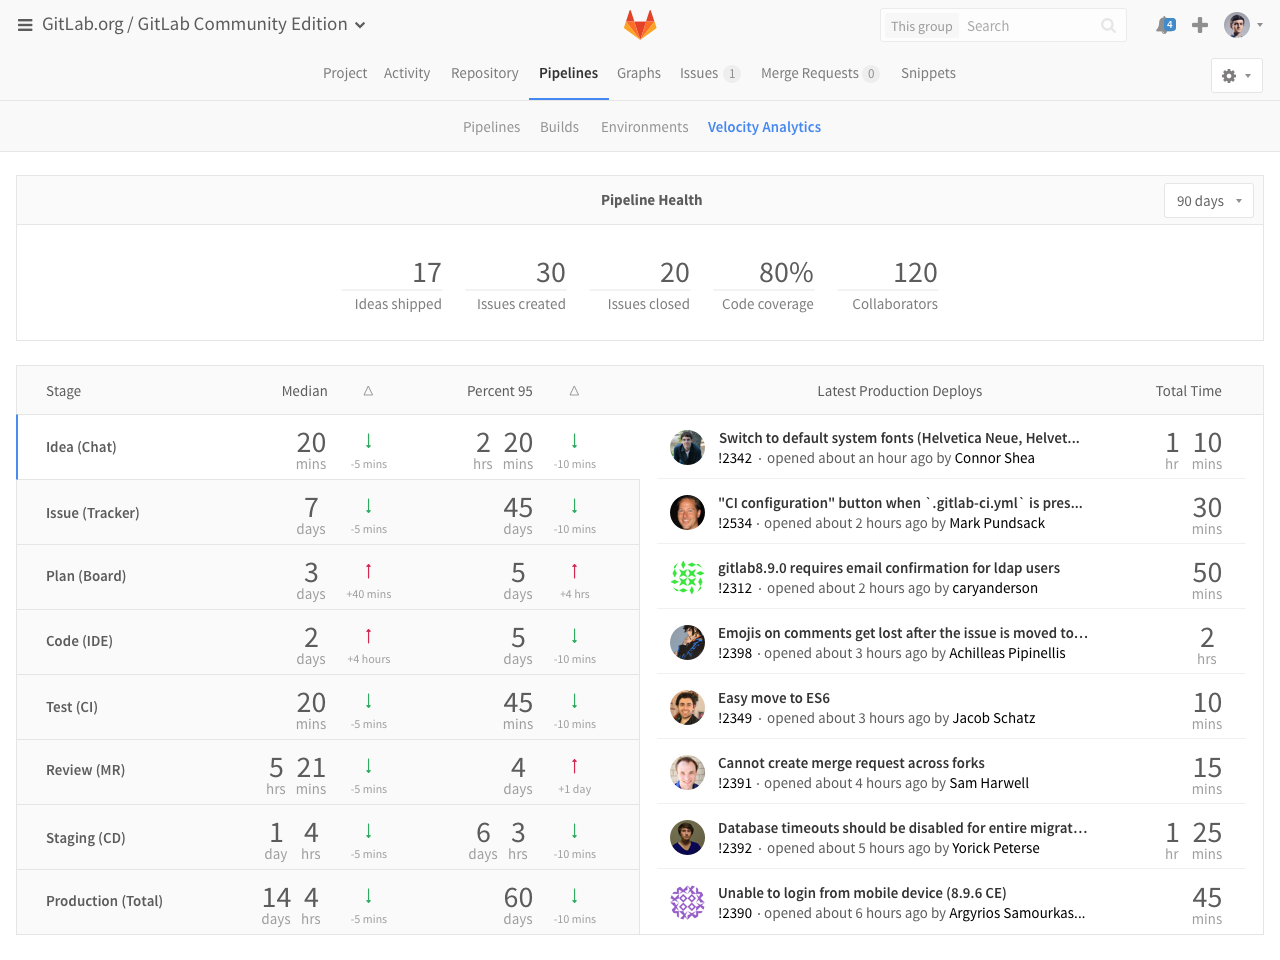 GitLab.org / GitLab Community Edition
This group Search
4
Project Activity Repository Pipelines Graphs Issues 1 Merge Requests 0 Snippets
Pipelines Builds Environments Velocity Analytics
Pipeline Health
90 days
17 30 20 80% 120
Ideas shipped Issues created Issues closed Code coverage Collaborators
Stage Median △ Percent 95 △ Latest Production Deploys Total Time
Idea (Chat) 20 mins ↓ -5 mins 2 hrs 20 mins ↓ -10 mins
Switch to default system fonts (Helvetica Neue, Helvet...
!2342 · opened about an hour ago by Connor Shea
1 hr 10 mins
Issue (Tracker) 7 days ↓ -5 mins 45 days ↓ -10 mins
"CI configuration" button when `.gitlab-ci.yml` is pres...
!2534 · opened about 2 hours ago by Mark Pundsack
30 mins
Plan (Board) 3 days ↑ +40 mins 5 days ↑ +4 hrs
gitlab8.9.0 requires email confirmation for ldap users
!2312 · opened about 2 hours ago by caryanderson
50 mins
Code (IDE) 2 days ↑ +4 hours 5 days ↓ -10 mins
Emojis on comments get lost after the issue is moved to...
!2398 · opened about 3 hours ago by Achilleas Pipinellis
2 hrs
Test (CI) 20 mins ↓ -5 mins 45 mins ↓ -10 mins
Easy move to ES6
!2349 · opened about 3 hours ago by Jacob Schatz
10 mins
Review (MR) 5 hrs 21 mins ↓ -5 mins 4 days ↑ +1 day
Cannot create merge request across forks
!2391 · opened about 4 hours ago by Sam Harwell
15 mins
Staging (CD) 1 day 4 hrs ↓ -5 mins 6 days 3 hrs ↓ -10 mins
Database timeouts should be disabled for entire migrat...
!2392 · opened about 5 hours ago by Yorick Peterse
1 hr 25 mins
Production (Total) 14 days 4 hrs ↓ -5 mins 60 days ↓ -10 mins
Unable to login from mobile device (8.9.6 CE)
!2390 · opened about 6 hours ago by Argyrios Samourkas...
45 mins